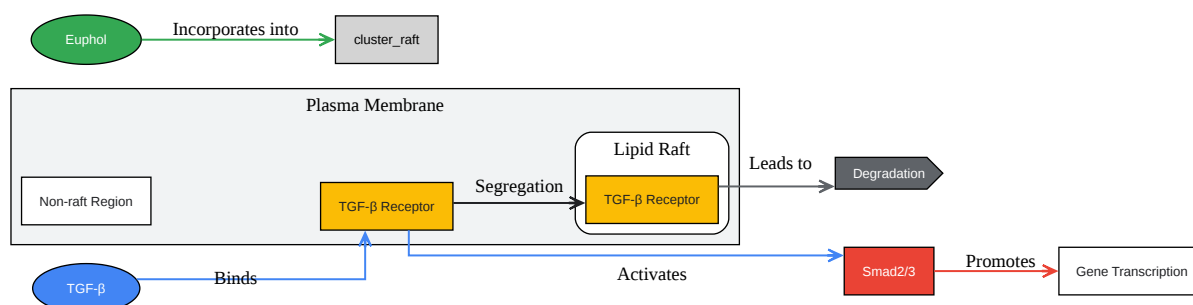 Euphol
Incorporates into
cluster_raft
Plasma Membrane
Lipid Raft
Leads to
Degradation
Non-raft Region
TGF-β Receptor
Segregation
TGF-β Receptor
TGF-β
Binds
Activates
Smad2/3
Promotes
Gene Transcription